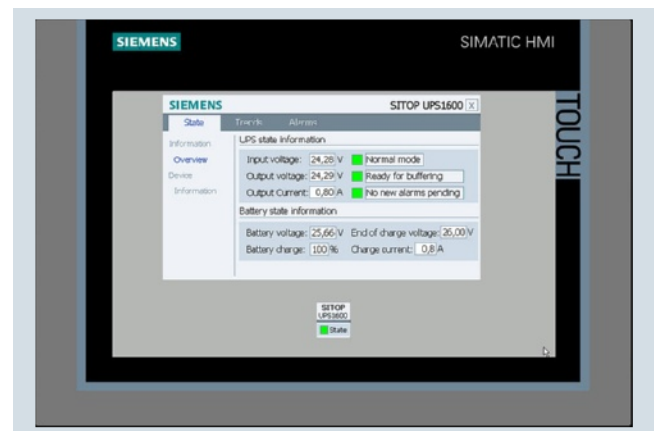 SIEMENS
SIMATIC HMI
TOUCH
SIEMENS SITOP UPS1600 X
State Trends Alarms
Information
Overview
Device
Information
UPS state Information
Input voltage: 24,28 V Normal mode
Output voltage: 24,29 V Ready for buffering
Output Current: 0,80 A No new alarms pending
Battery state information
Battery voltage: 25,66 V End of charge voltage: 26,00 V
Battery charge: 100 % Charge current: 0,8 A
SITOP
UPS1600
State